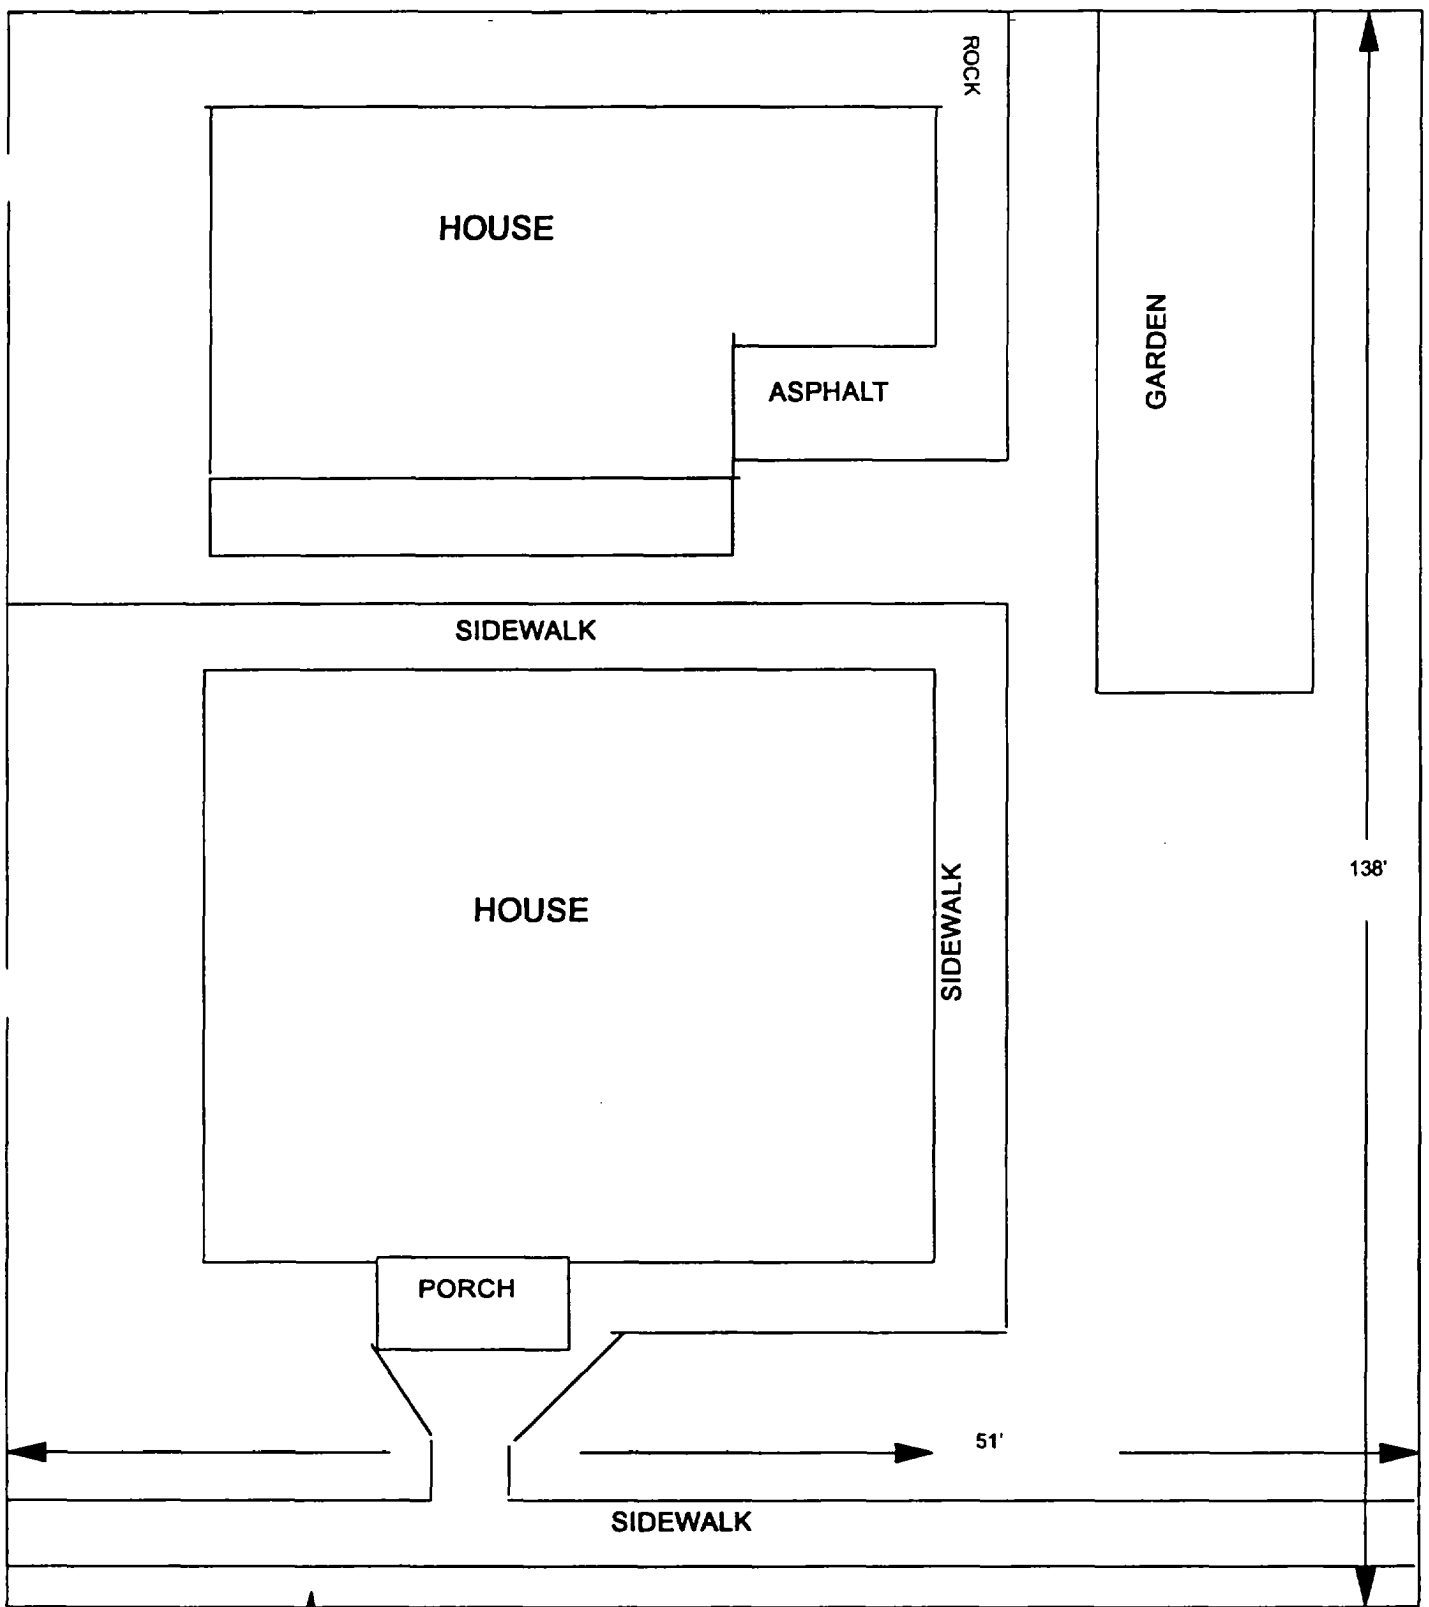 ROCK
HOUSE
GARDEN
ASPHALT
SIDEWALK
138'
SIDEWALK
HOUSE
PORCH
51'
SIDEWALK